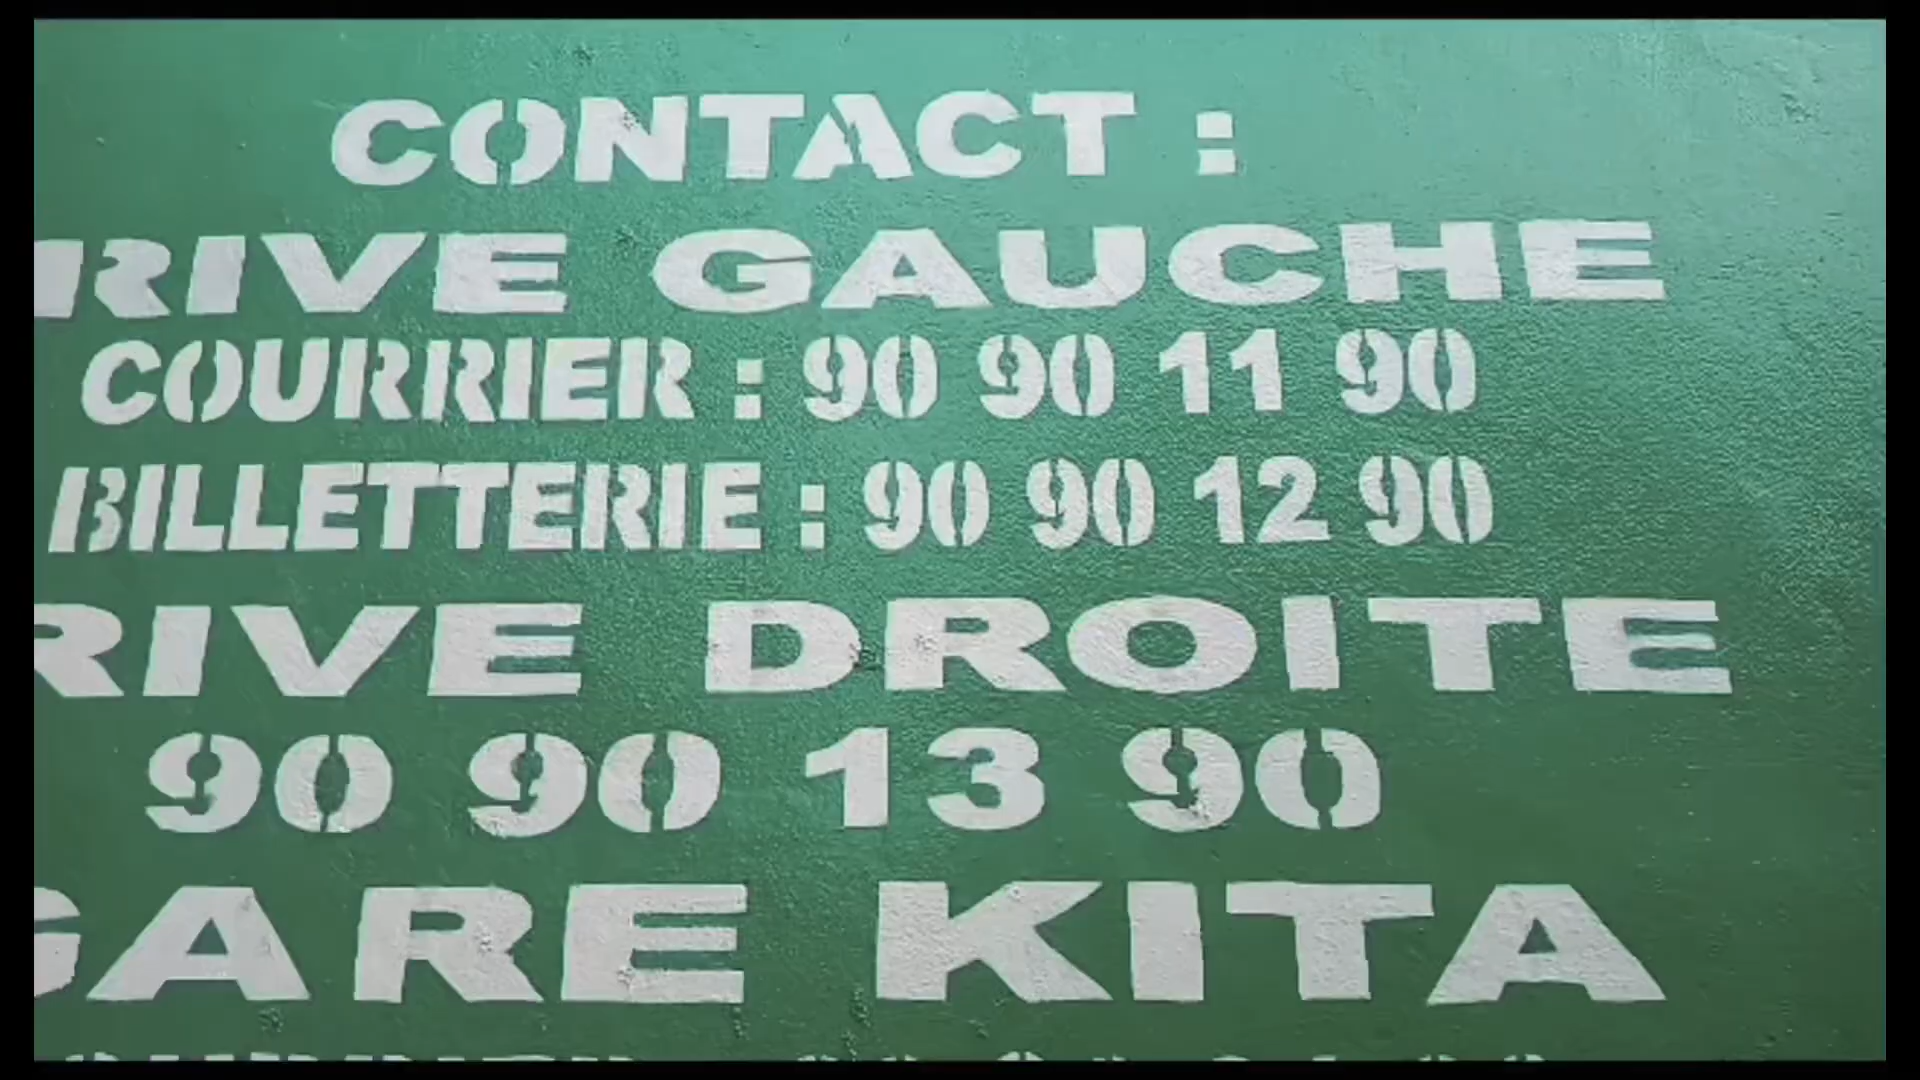 CONTACT :
RIVE GAUCHE
COURRIER : 90 90 11 90
BILLETTERIE : 90 90 12 90
RIVE DROITE
90 90 13 90
GARE KITA